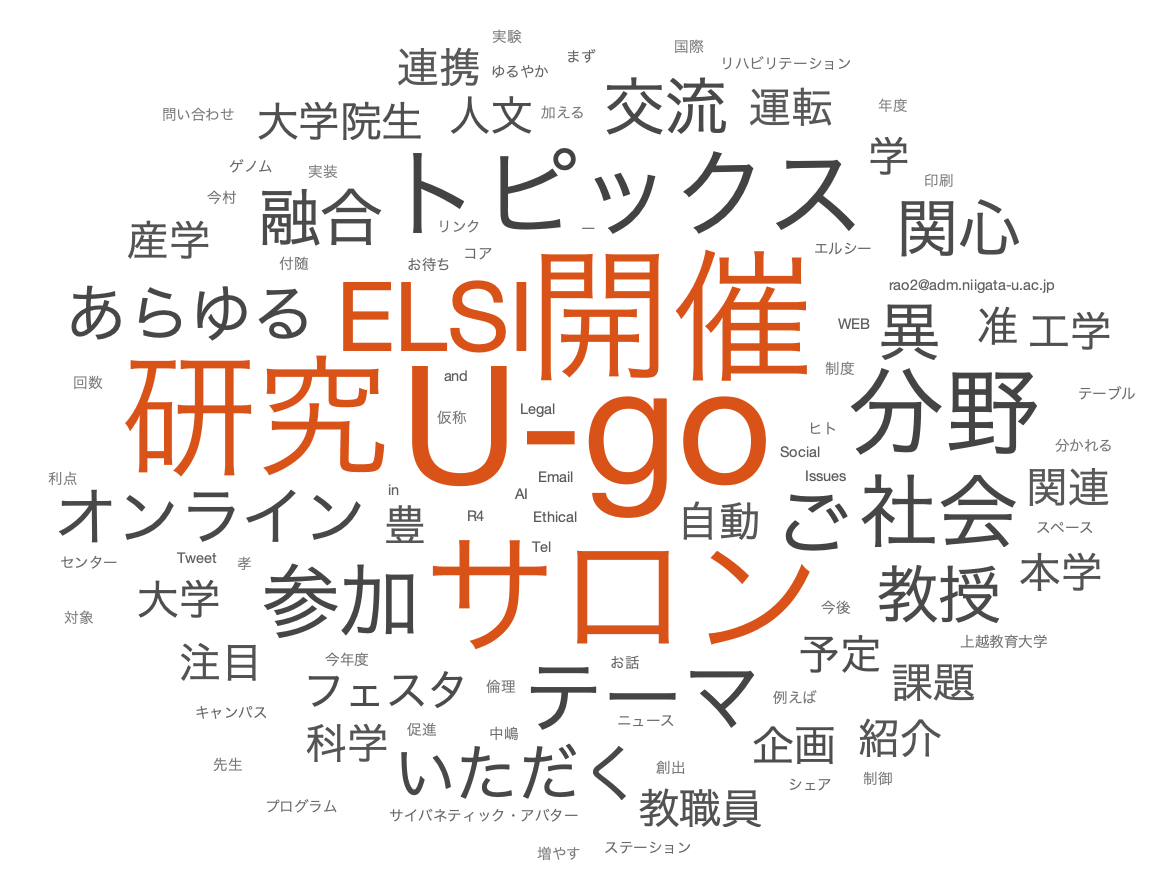 実験
まず
国際
連携
ゆるやか
リハビリテーション
問い合わせ
大学院生
人文
加える
交流
運転
年度
学
ゲノム
実装
今村
融合
トピックス
印刷
産学
リンク
一
関心
付随
お待ち
コア
エルシー
rao2@adm.niigata-u.ac.jp
あらゆる
ELSI
開催
WEB
異
准
工学
回数
研究
and
U-go
仮称
Legal
制度
分野
テーブル
ヒト
Social
分かれる
利点
Email
Issues
オンライン
in
AI
豊
R4
Ethical
自動
ご
社会
関連
スペース
センター
Tweet
孝
Tel
大学
参加
サロン
今後
教授
本学
対象
注目
今年度
お話
予定
上越教育大学
フェスタ
倫理
テーマ
例えば
課題
キャンパス
ニュース
科学
促進
中嶋
企画
紹介
先生
いただく
創出
シェア
制御
プログラム
サイバネティック・アバター
教職員
増やす
ステーション